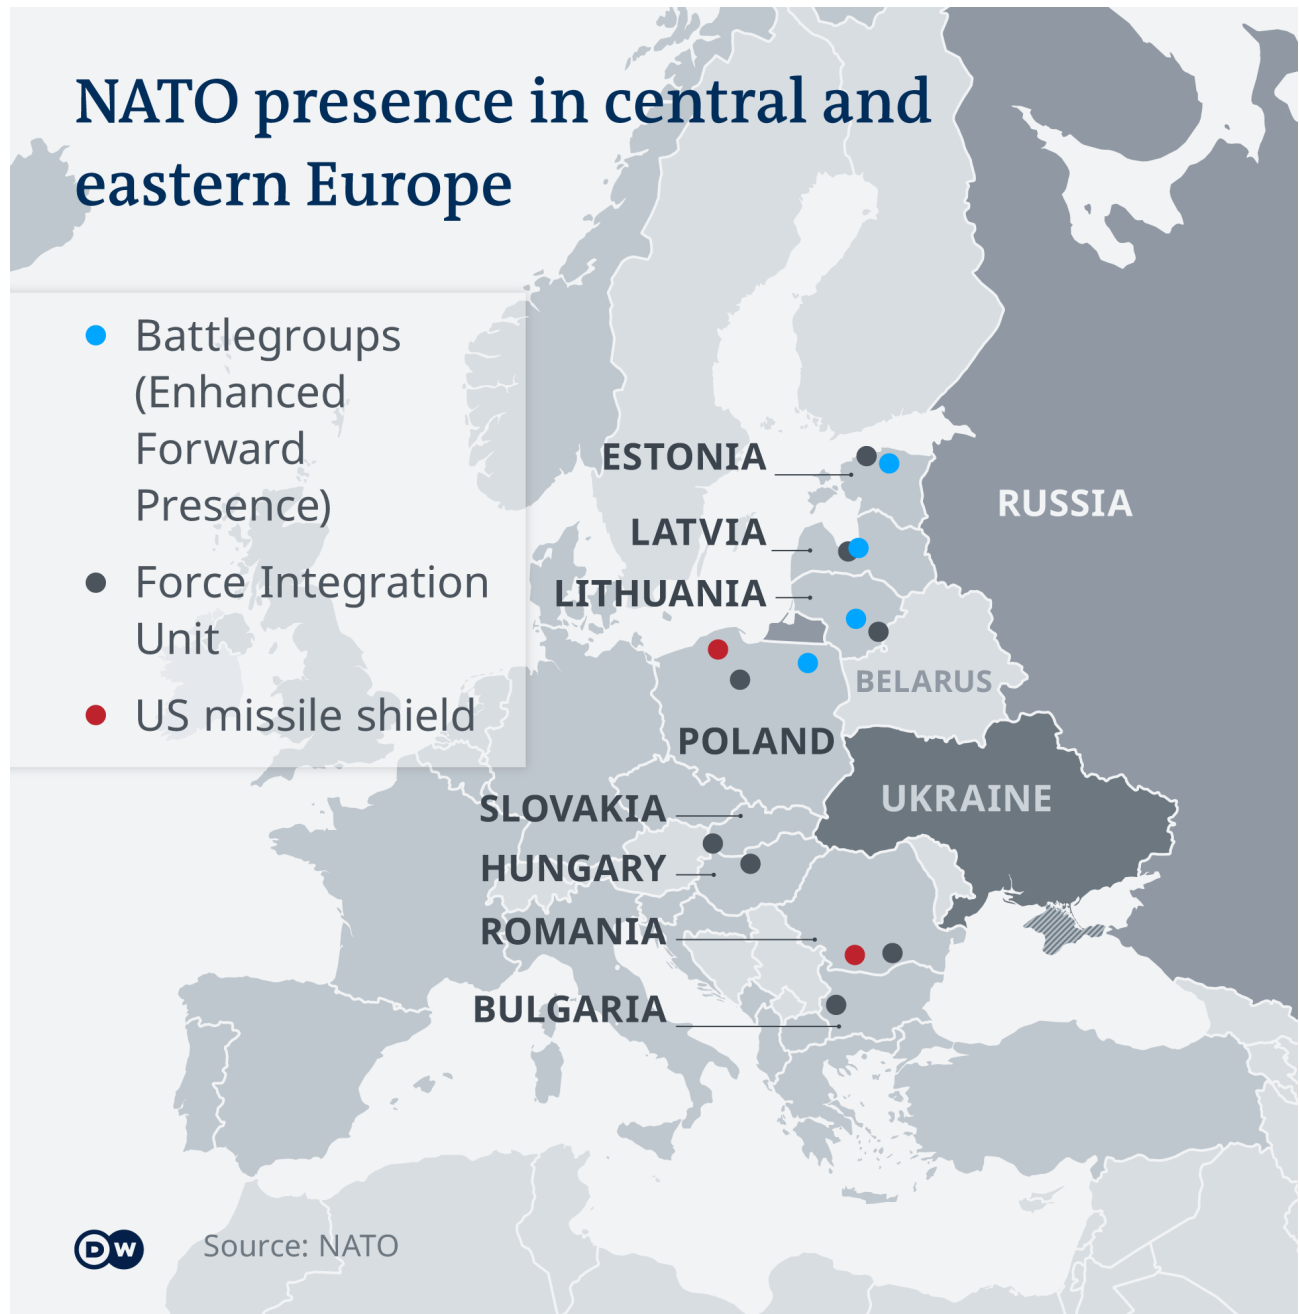 NATO presence in central and
eastern Europe
Battlegroups
(Enhanced
Forward
Presence)
Force Integration
Unit
US missile shield
ESTONIA
RUSSIA
LATVIA
LITHUANIA
BELARUS
POLAND
UKRAINE
SLOVAKIA
HUNGARY
ROMANIA
BULGARIA
DW
Source: NATO